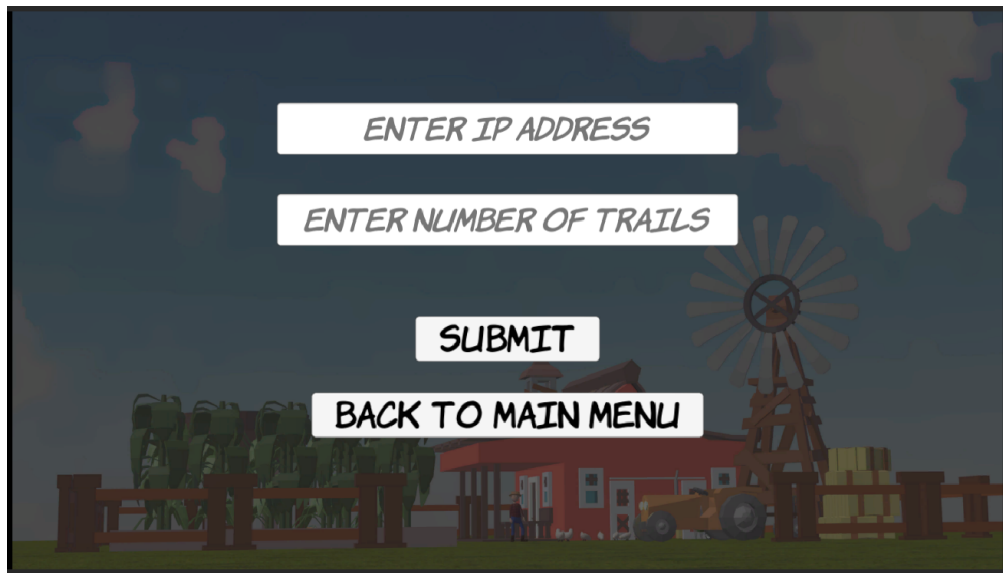 ENTER IP ADDRESS
ENTER NUMBER OF TRAILS
SUBMIT
BACK TO MAIN MENU